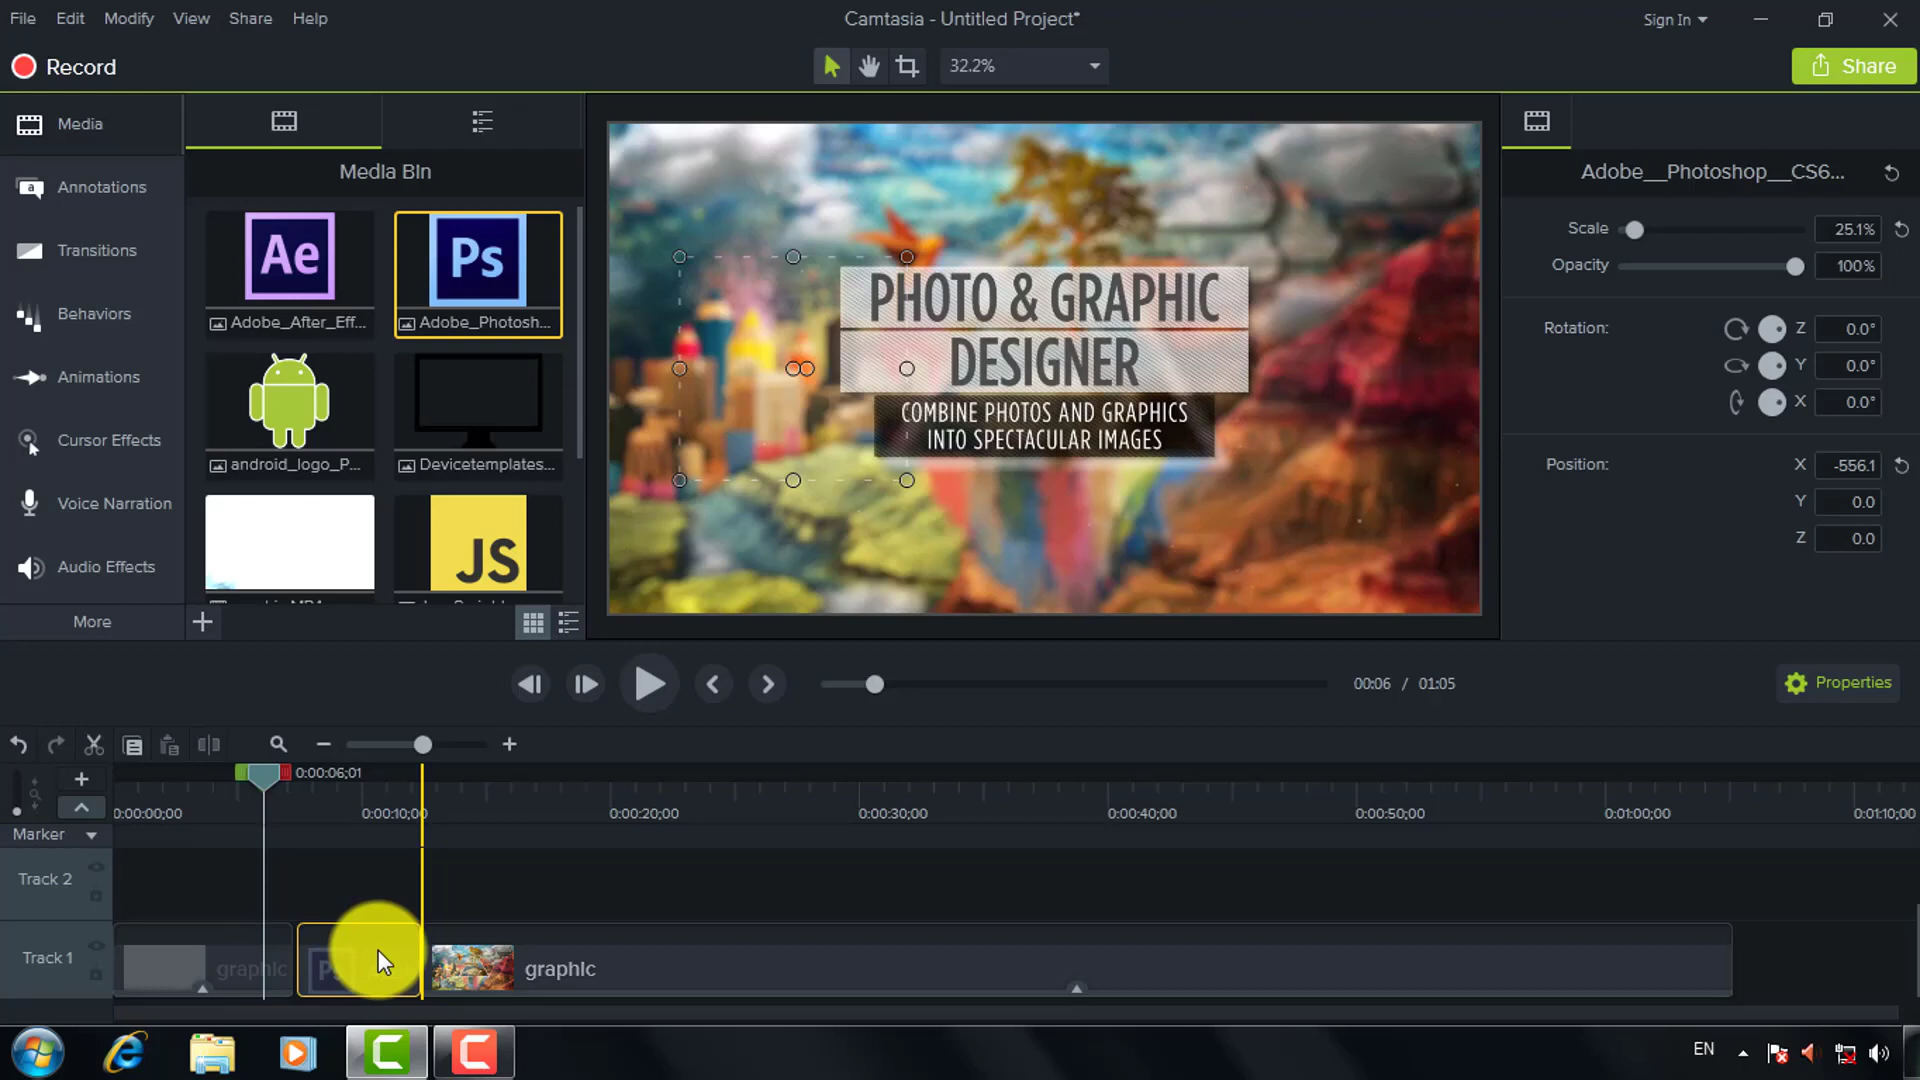 File Edit Modify View Share Help
Camtasia - Untitled Project*
Sign In
Record
32.2%
Share
Media
Annotations
Transitions
Behaviors
Animations
Cursor Effects
Voice Narration
Audio Effects
More
Media Bin
Ae
Adobe_After_Eff...
Ps
Adobe_Photosh...
android_logo_P...
Devicetemplates...
JS
PHOTO & GRAPHIC
DESIGNER
COMBINE PHOTOS AND GRAPHICS
INTO SPECTACULAR IMAGES
Adobe__Photoshop__CS6...
Scale 25.1%
Opacity 100%
Rotation: Z 0.0°
Y 0.0°
X 0.0°
Position: X -556.1
Y 0.0
Z 0.0
00:06 / 01:05
Properties
0:00:06;01
0:00:00;00 0:00:10;00 0:00:20;00 0:00:30;00 0:00:40;00 0:00:50;00 0:01:00;00 0:01:10;00
Marker
Track 2
Track 1
graphic
Ps
graphic
EN